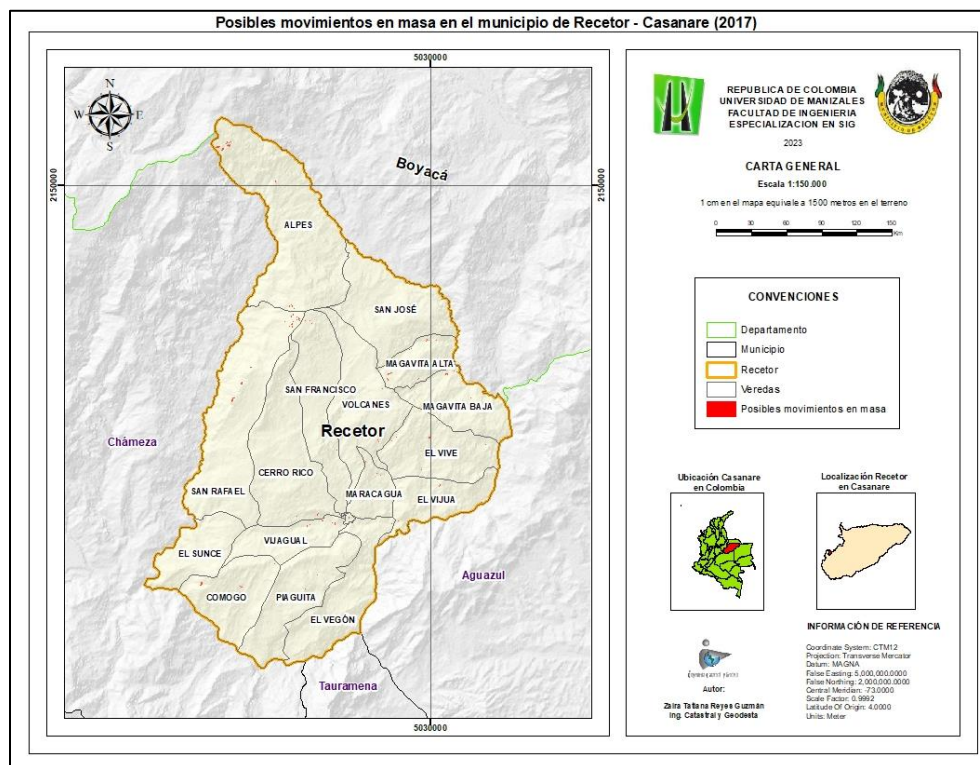 Posibles movimientos en masa en el municipio de Recetor - Casanare (2017)
5030000
N
W
E
S
Boyacá
2150000
2150000
ALPES
SAN JOSÉ
MAGAVITA ALTA
SAN FRANCISCO
VOLCANES
MAGAVITA BAJA
Recetor
Chámeza
EL VIVE
CERRO RICO
SAN RAFAEL
MARACAGUA
EL VIJUA
VIJAGUAL
EL SUNCE
Aguazul
COMOGO
PIAGUITA
EL VEGÓN
Tauramena
5030000
REPUBLICA DE COLOMBIA
UNIVERSIDAD DE MANIZALES
FACULTAD DE INGENIERIA
ESPECIALIZACION EN SIG
2023
CARTA GENERAL
Escala 1:150.000
1 cm en el mapa equivale a 1500 metros en el terreno
0 30 60 90 120 150
Km
CONVENCIONES
Departamento
Municipio
Recetor
Veredas
Posibles movimientos en masa
Ubicación Casanare
en Colombia
Localización Recetor
en Casanare
INFORMACIÓN DE REFERENCIA
Coordinate System: CTM12
Projection: Transverse Mercator
Datum: MAGNA
False Easting: 5,000,000.0000
False Northing: 2,000,000.0000
Central Meridian: -73.0000
Scale Factor: 0.9992
Latitude Of Origin: 4.0000
Units: Meter
Autor:
Zaira Tatiana Reyes Guzmán
Ing. Catastral y Geodesta